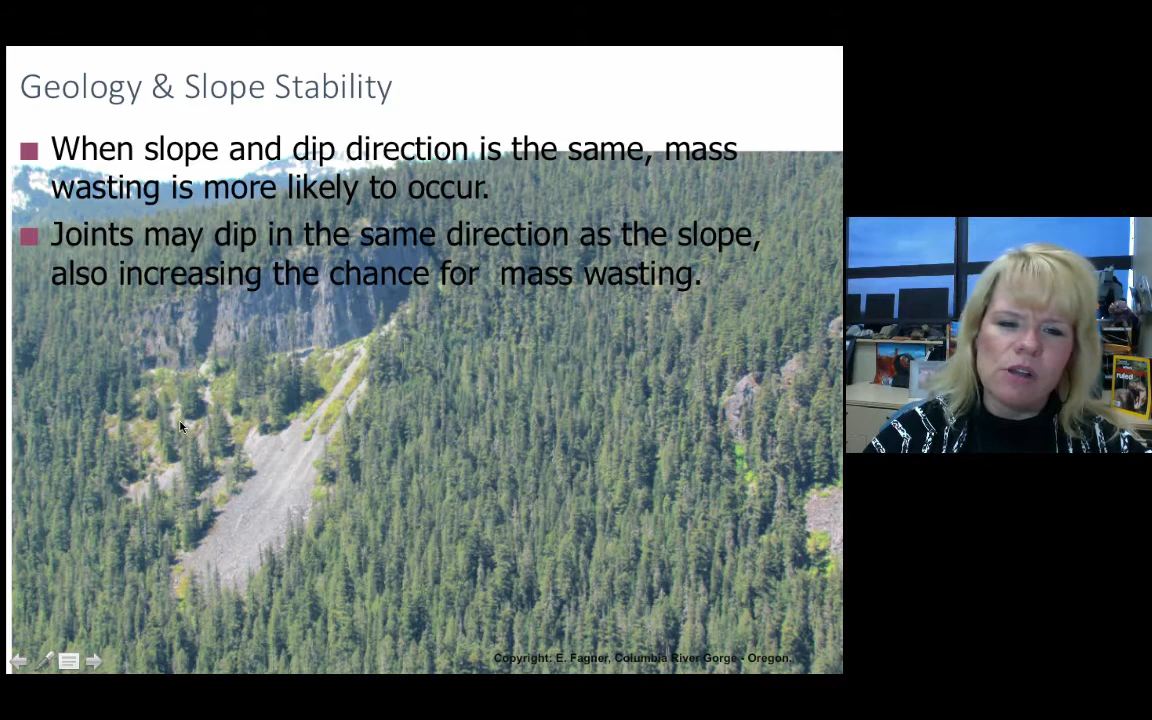 Geology & Slope Stability
When slope and dip direction is the same, mass
wasting is more likely to occur.
Joints may dip in the same direction as the slope,
also increasing the chance for mass wasting.
Copyright: E. Fagner, Columbia River Gorge - Oregon.
ruled